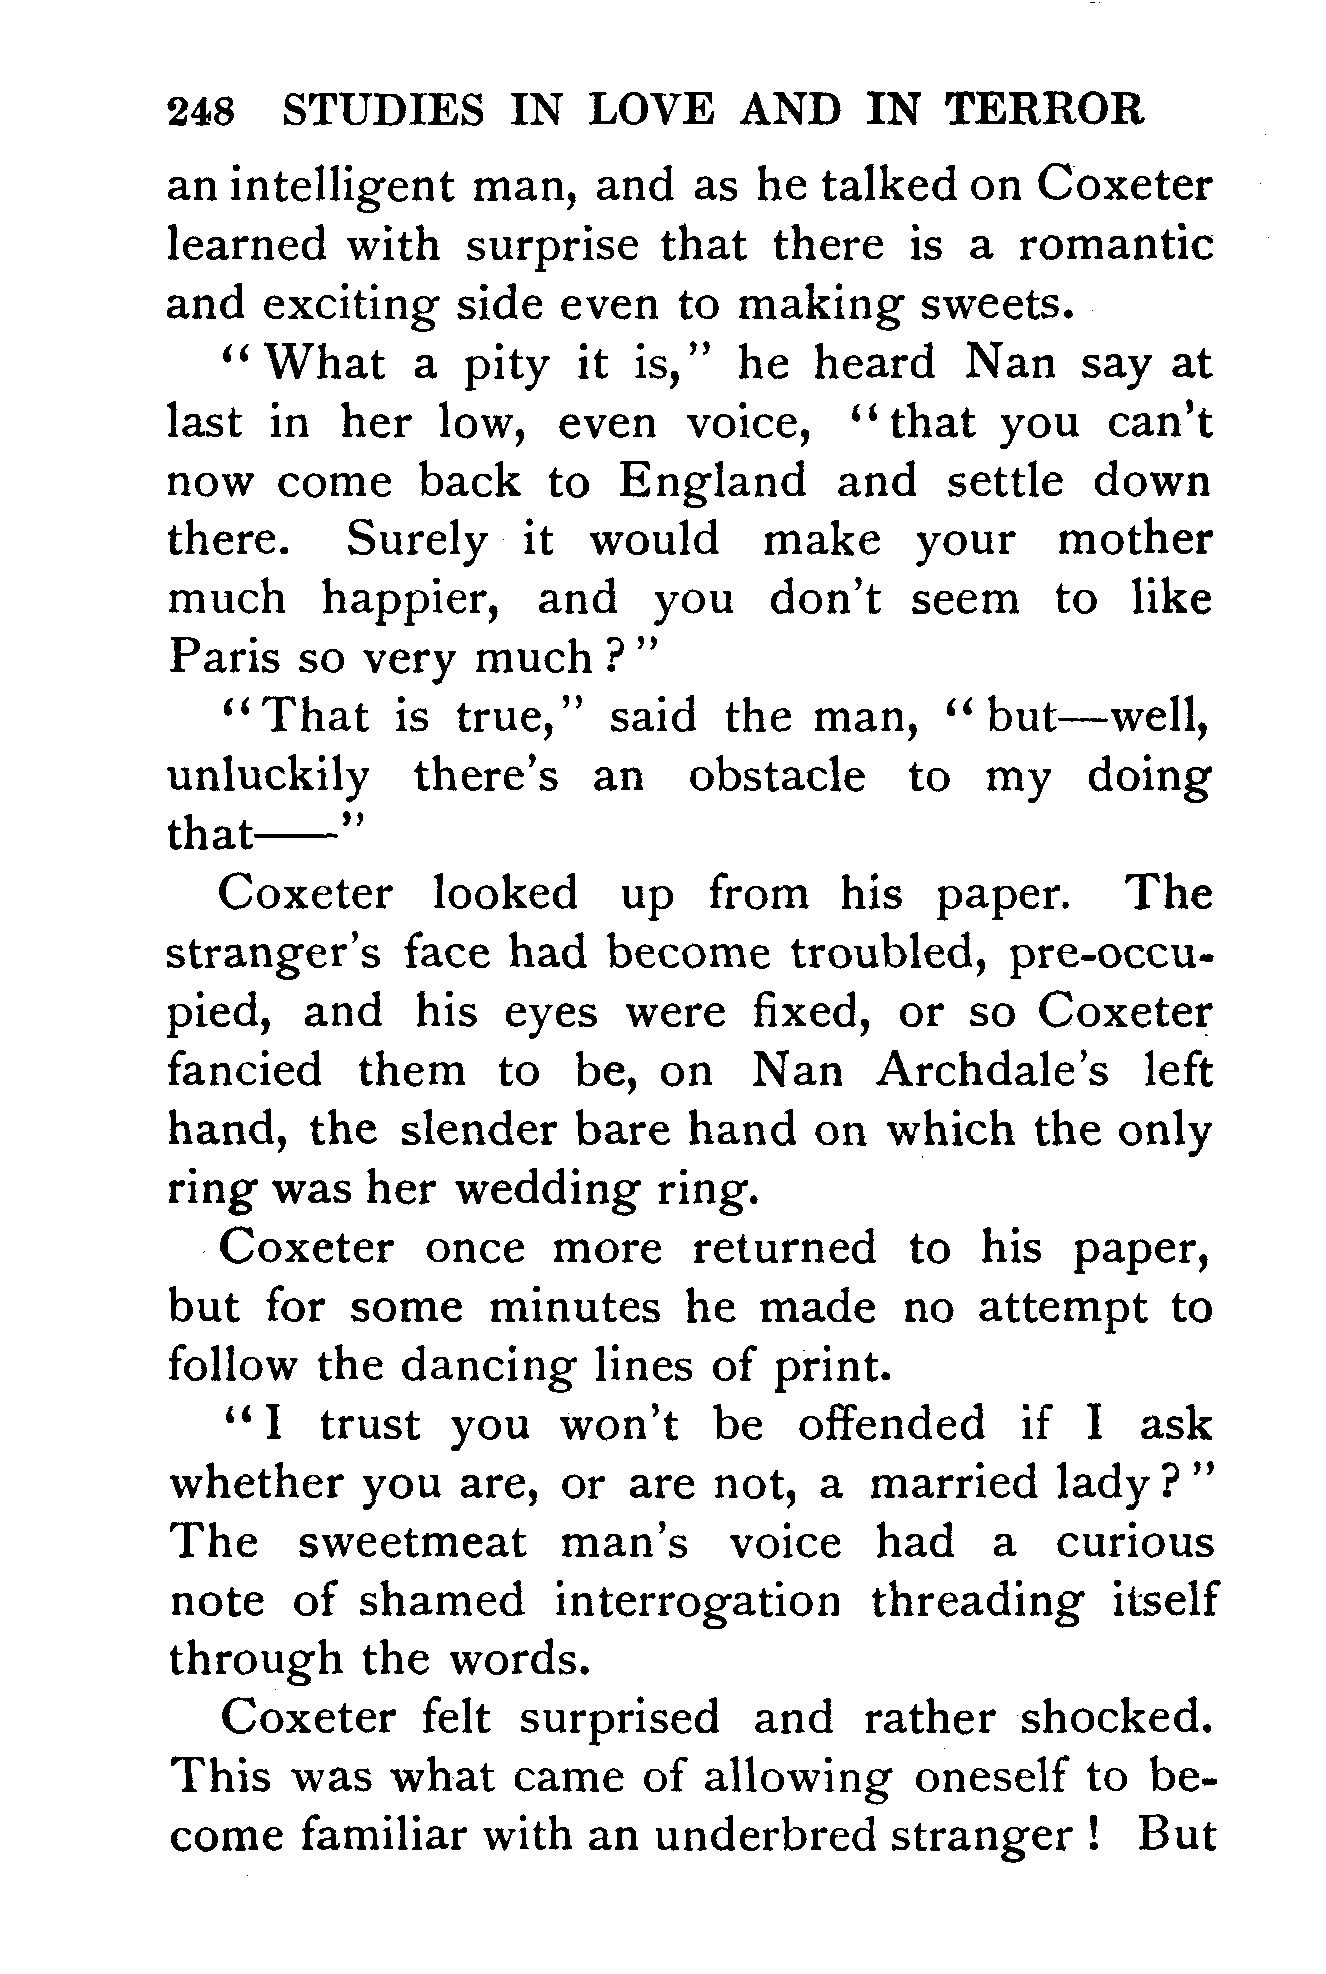 248 STUDIES IN LOVE AND IN TERROR
an intelligent man, and as he talked on Coxeter
learned with surprise that there is a romantic
and exciting side even to making sweets.
“What a pity it is,” he heard Nan say at
last in her low, even voice, “that you can’t
now come back to England and settle down
there. Surely it would make your mother
much happier, and you don’t seem to like
Paris so very much?”
“That is true,” said the man, “but—well,
unluckily there’s an obstacle to my doing
that——”
Coxeter looked up from his paper. The
stranger’s face had become troubled, pre-occu-
pied, and his eyes were fixed, or so Coxeter
fancied them to be, on Nan Archdale’s left
hand, the slender bare hand on which the only
ring was her wedding ring.
Coxeter once more returned to his paper,
but for some minutes he made no attempt to
follow the dancing lines of print.
“I trust you won’t be offended if I ask
whether you are, or are not, a married lady?”
The sweetmeat man’s voice had a curious
note of shamed interrogation threading itself
through the words.
Coxeter felt surprised and rather shocked.
This was what came of allowing oneself to be-
come familiar with an underbred stranger! But